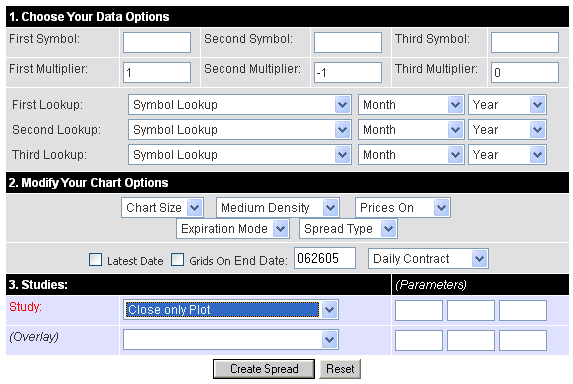 1. Choose Your Data Options
First Symbol: Second Symbol: Third Symbol:
First Multiplier: 1 Second Multiplier: -1 Third Multiplier: 0
First Lookup: Symbol Lookup Month Year
Second Lookup: Symbol Lookup Month Year
Third Lookup: Symbol Lookup Month Year
2. Modify Your Chart Options
Chart Size Medium Density Prices On
Expiration Mode Spread Type
Latest Date Grids On End Date: 062605 Daily Contract
3. Studies: (Parameters)
Study: Close only Plot
(Overlay)
Create Spread Reset